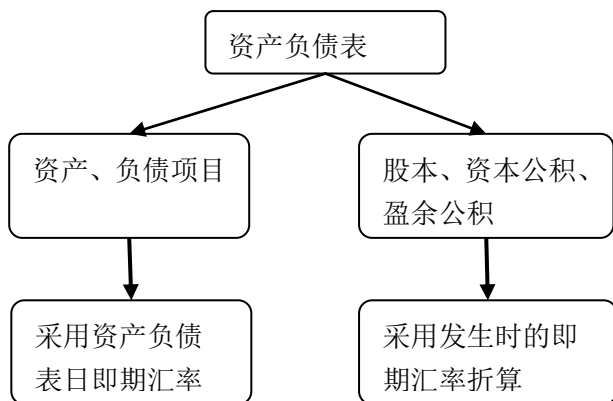 资产负债表
资产、负债项目
股本、资本公积、
盈余公积
采用资产负债
表日即期汇率
采用发生时的即
期汇率折算